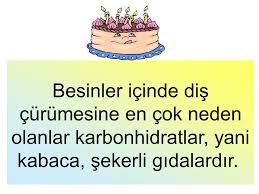 Besinler içinde diş
çürümesine en çok neden
olanlar karbonhidratlar, yani
kabaca, şekerli gıdalardır.